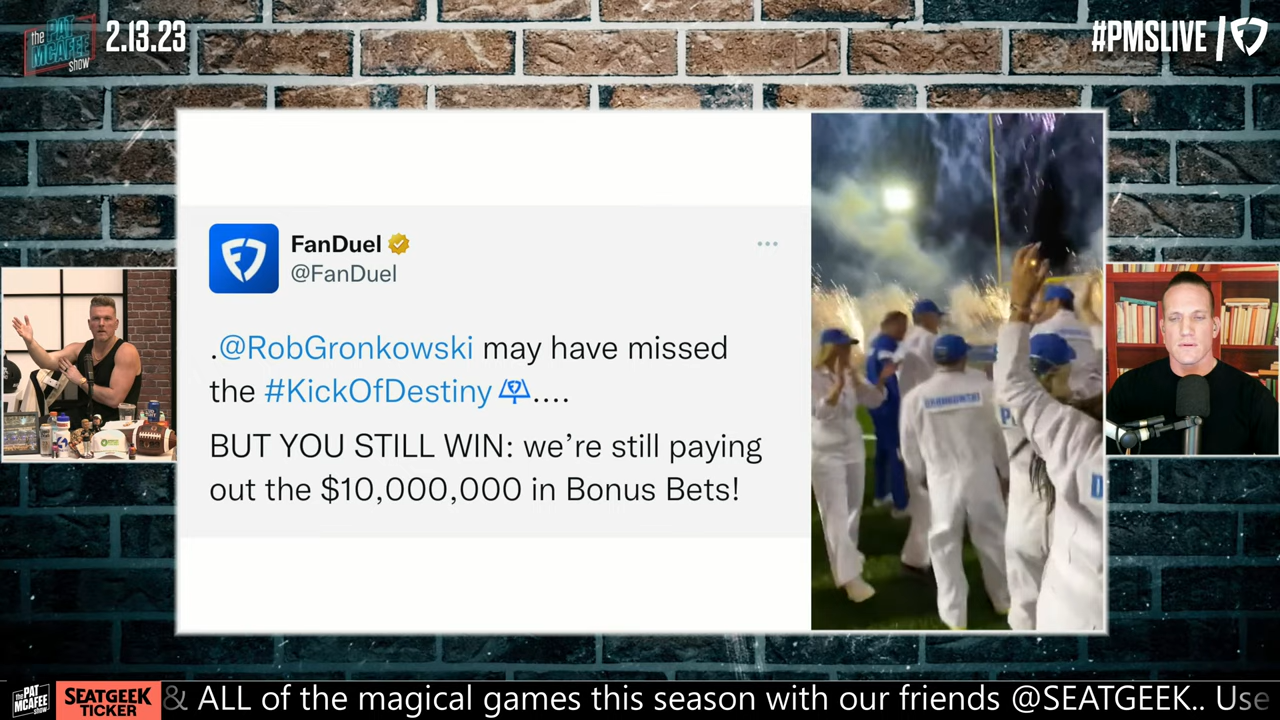 the PAT MCAFEE show
2.13.23
#PMSLIVE |
FanDuel
@FanDuel
.@RobGronkowski may have missed
the #KickOfDestiny ....
BUT YOU STILL WIN: we’re still paying
out the $10,000,000 in Bonus Bets!
the PAT MCAFEE show
SEATGEEK
TICKER
& ALL of the magical games this season with our friends @SEATGEEK.. Use